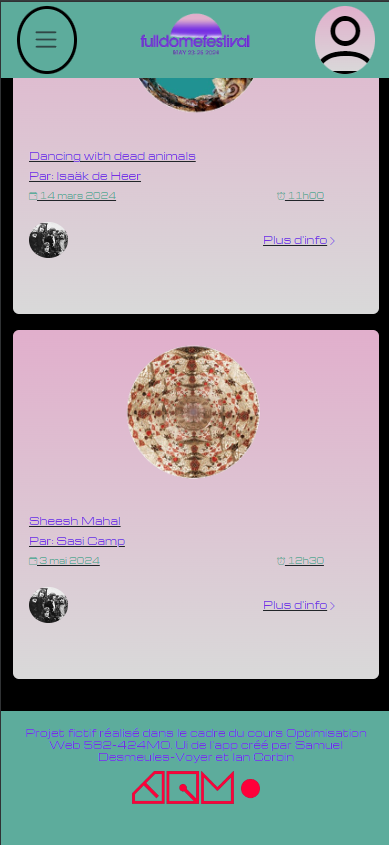 fulldomefestival
MAY 23-26 2024
Dancing with dead animals
Par: Isaäk de Heer
14 mars 2024
11h00
Plus d'info
Sheesh Mahal
Par: Sasi Camp
3 mai 2024
12h30
Plus d'info
Projet fictif réalisé dans le cadre du cours Optimisation
Web 582-424MO. Ui de l'app créé par Samuel
Desmeules-Voyer et Ian Corbin